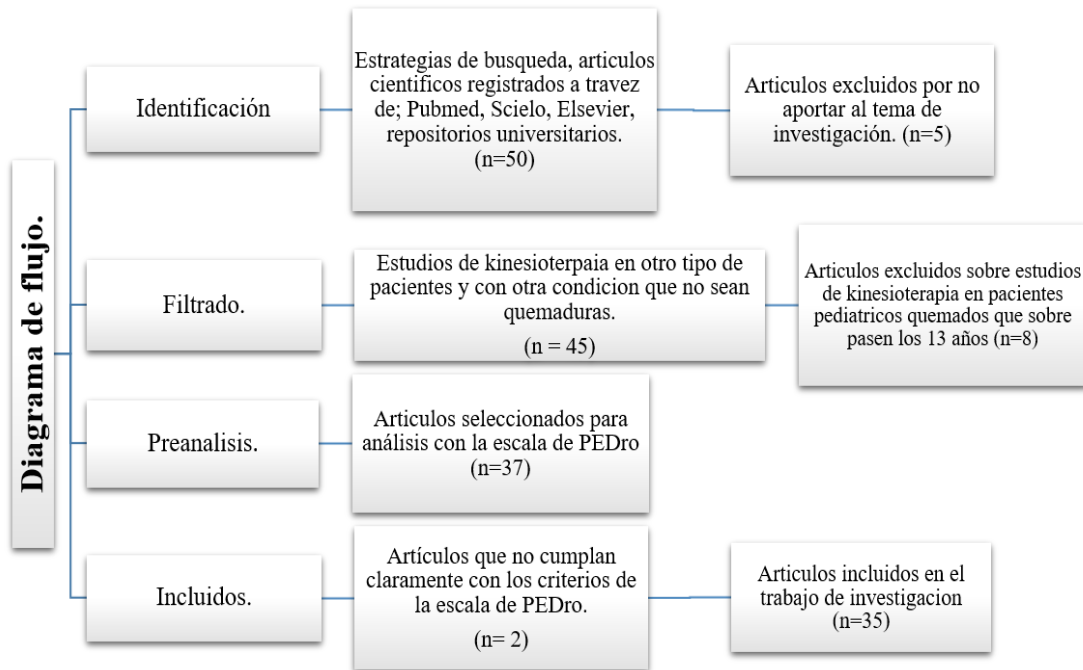 Diagrama de flujo.
Identificación
Estrategias de busqueda, articulos
cientificos registrados a travez
de; Pubmed, Scielo, Elsevier,
repositorios universitarios.
(n=50)
Articulos excluidos por no
aportar al tema de
investigación. (n=5)
Filtrado.
Estudios de kinesioterpaia en otro tipo de
pacientes y con otra condicion que no sean
quemaduras.
(n = 45)
Articulos excluidos sobre estudios
de kinesioterapia en pacientes
pediatricos quemados que sobre
pasen los 13 años (n=8)
Preanalisis.
Articulos seleccionados para
análisis con la escala de PEDro
(n=37)
Incluidos.
Artículos que no cumplan
claramente con los criterios de
la escala de PEDro.
(n= 2)
Articulos incluidos en el
trabajo de investigacion
(n=35)